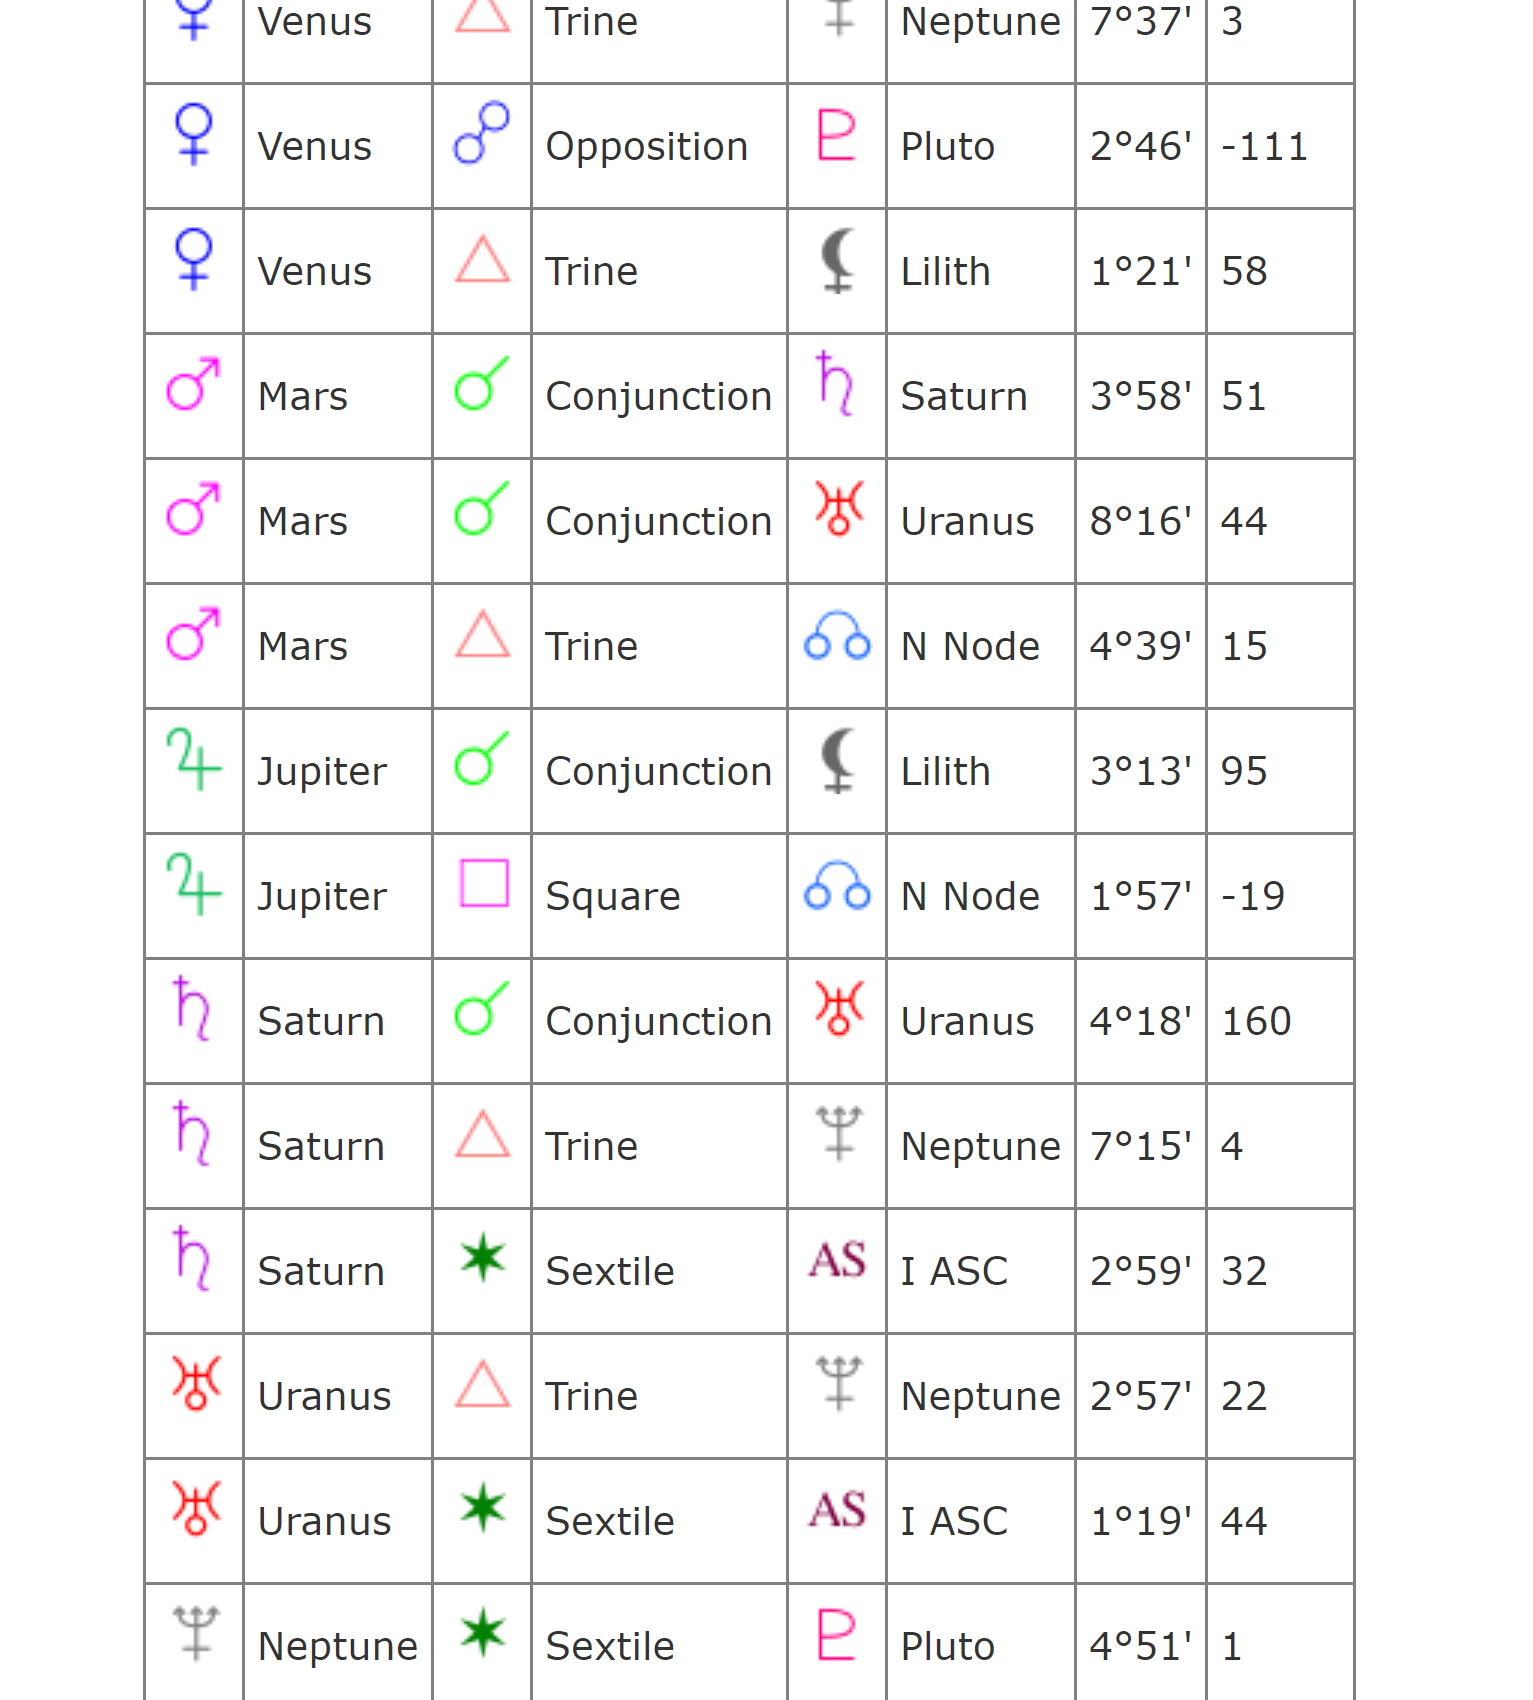 Venus Trine Neptune 7°37' 3
Venus Opposition Pluto 2°46' -111
Venus Trine Lilith 1°21' 58
Mars Conjunction Saturn 3°58' 51
Mars Conjunction Uranus 8°16' 44
Mars Trine N Node 4°39' 15
Jupiter Conjunction Lilith 3°13' 95
Jupiter Square N Node 1°57' -19
Saturn Conjunction Uranus 4°18' 160
Saturn Trine Neptune 7°15' 4
Saturn Sextile AS I ASC 2°59' 32
Uranus Trine Neptune 2°57' 22
Uranus Sextile AS I ASC 1°19' 44
Neptune Sextile Pluto 4°51' 1